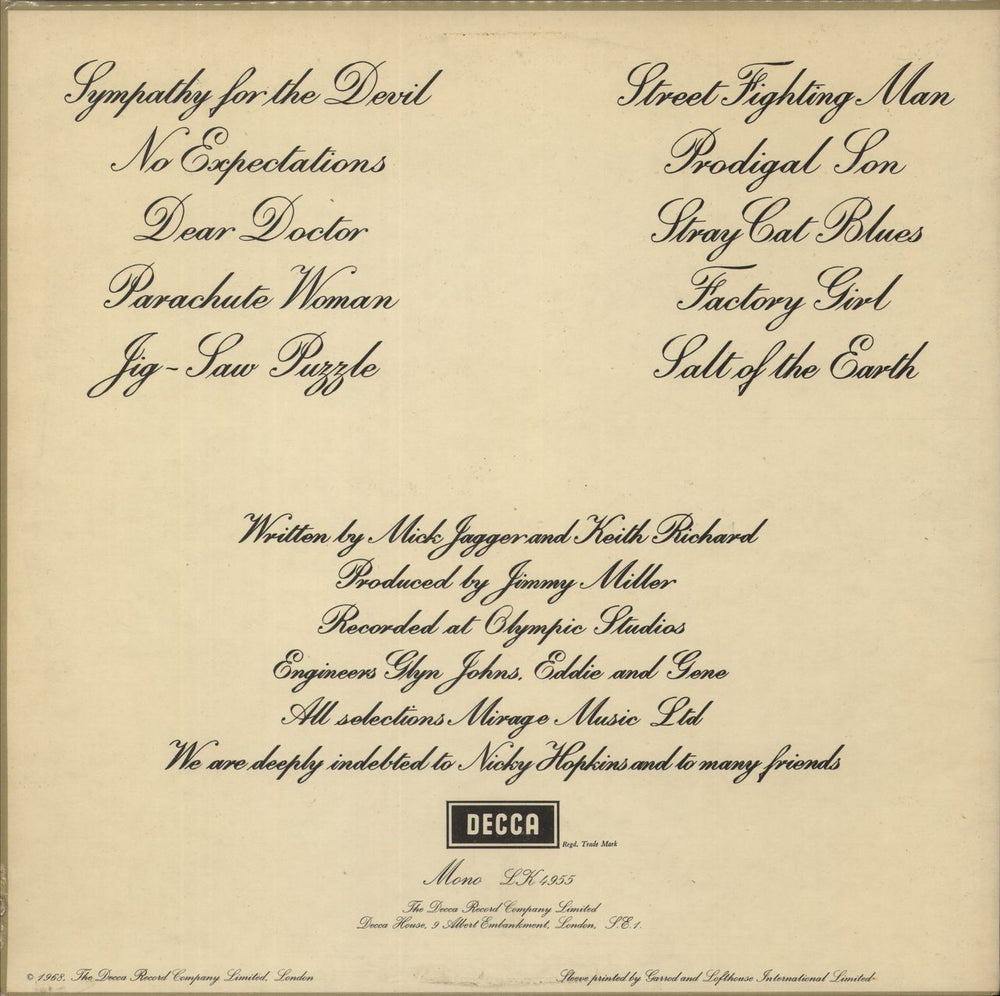 Sympathy for the Devil
No Expectations
Dear Doctor
Parachute Woman
Jig-Saw Puzzle
Street Fighting Man
Prodigal Son
Stray Cat Blues
Factory Girl
Salt of the Earth
Written by Mick Jagger and Keith Richard
Produced by Jimmy Miller
Recorded at Olympic Studios
Engineers Glyn Johns, Eddie and Gene
All selections Mirage Music Ltd
We are deeply indebted to Nicky Hopkins and to many friends
DECCA
Regd. Trade Mark
Mono LK 4955
The Decca Record Company Limited
Decca House, 9 Albert Embankment, London, S.E.1.
© 1968, The Decca Record Company Limited, London
Sleeve printed by Garrod and Lofthouse International Limited